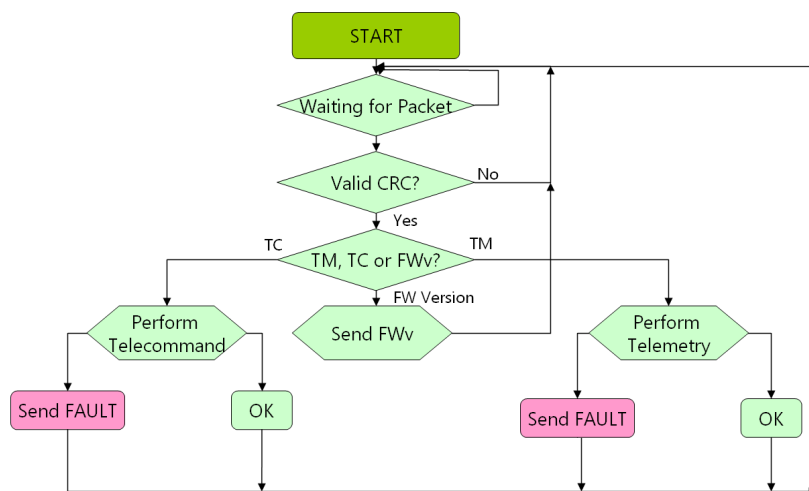 START
Waiting for Packet
Valid CRC?
No
Yes
TC
TM, TC or FWv?
TM
FW Version
Perform
Telecommand
Send FWv
Perform
Telemetry
Send FAULT
OK
Send FAULT
OK